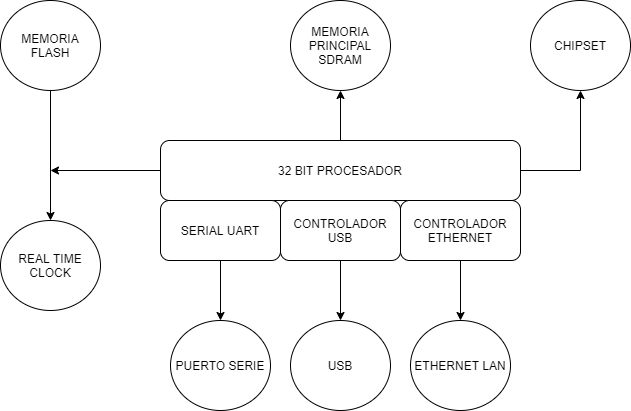 MEMORIA
FLASH
MEMORIA
PRINCIPAL
SDRAM
CHIPSET
32 BIT PROCESADOR
SERIAL UART
CONTROLADOR
USB
CONTROLADOR
ETHERNET
REAL TIME
CLOCK
PUERTO SERIE
USB
ETHERNET LAN